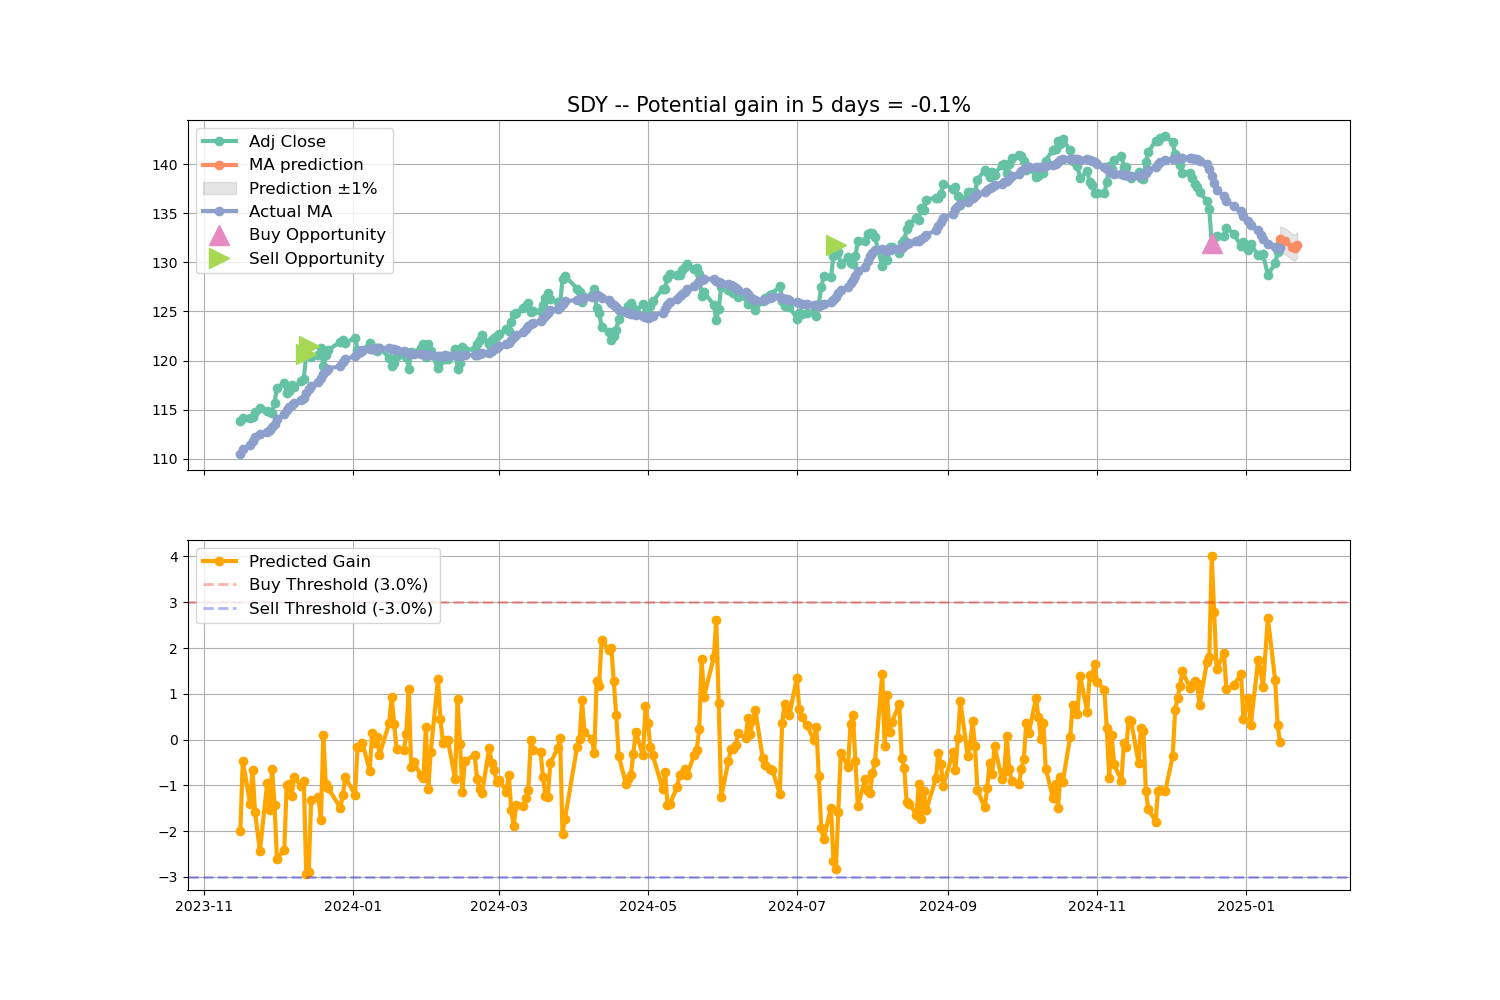 SDY -- Potential gain in 5 days = -0.1%
Adj Close
MA prediction
Prediction ±1%
Actual MA
Buy Opportunity
Sell Opportunity
140
135
130
125
120
115
110
Predicted Gain
Buy Threshold (3.0%)
Sell Threshold (-3.0%)
4
3
2
1
0
−1
−2
−3
2023-11 2024-01 2024-03 2024-05 2024-07 2024-09 2024-11 2025-01